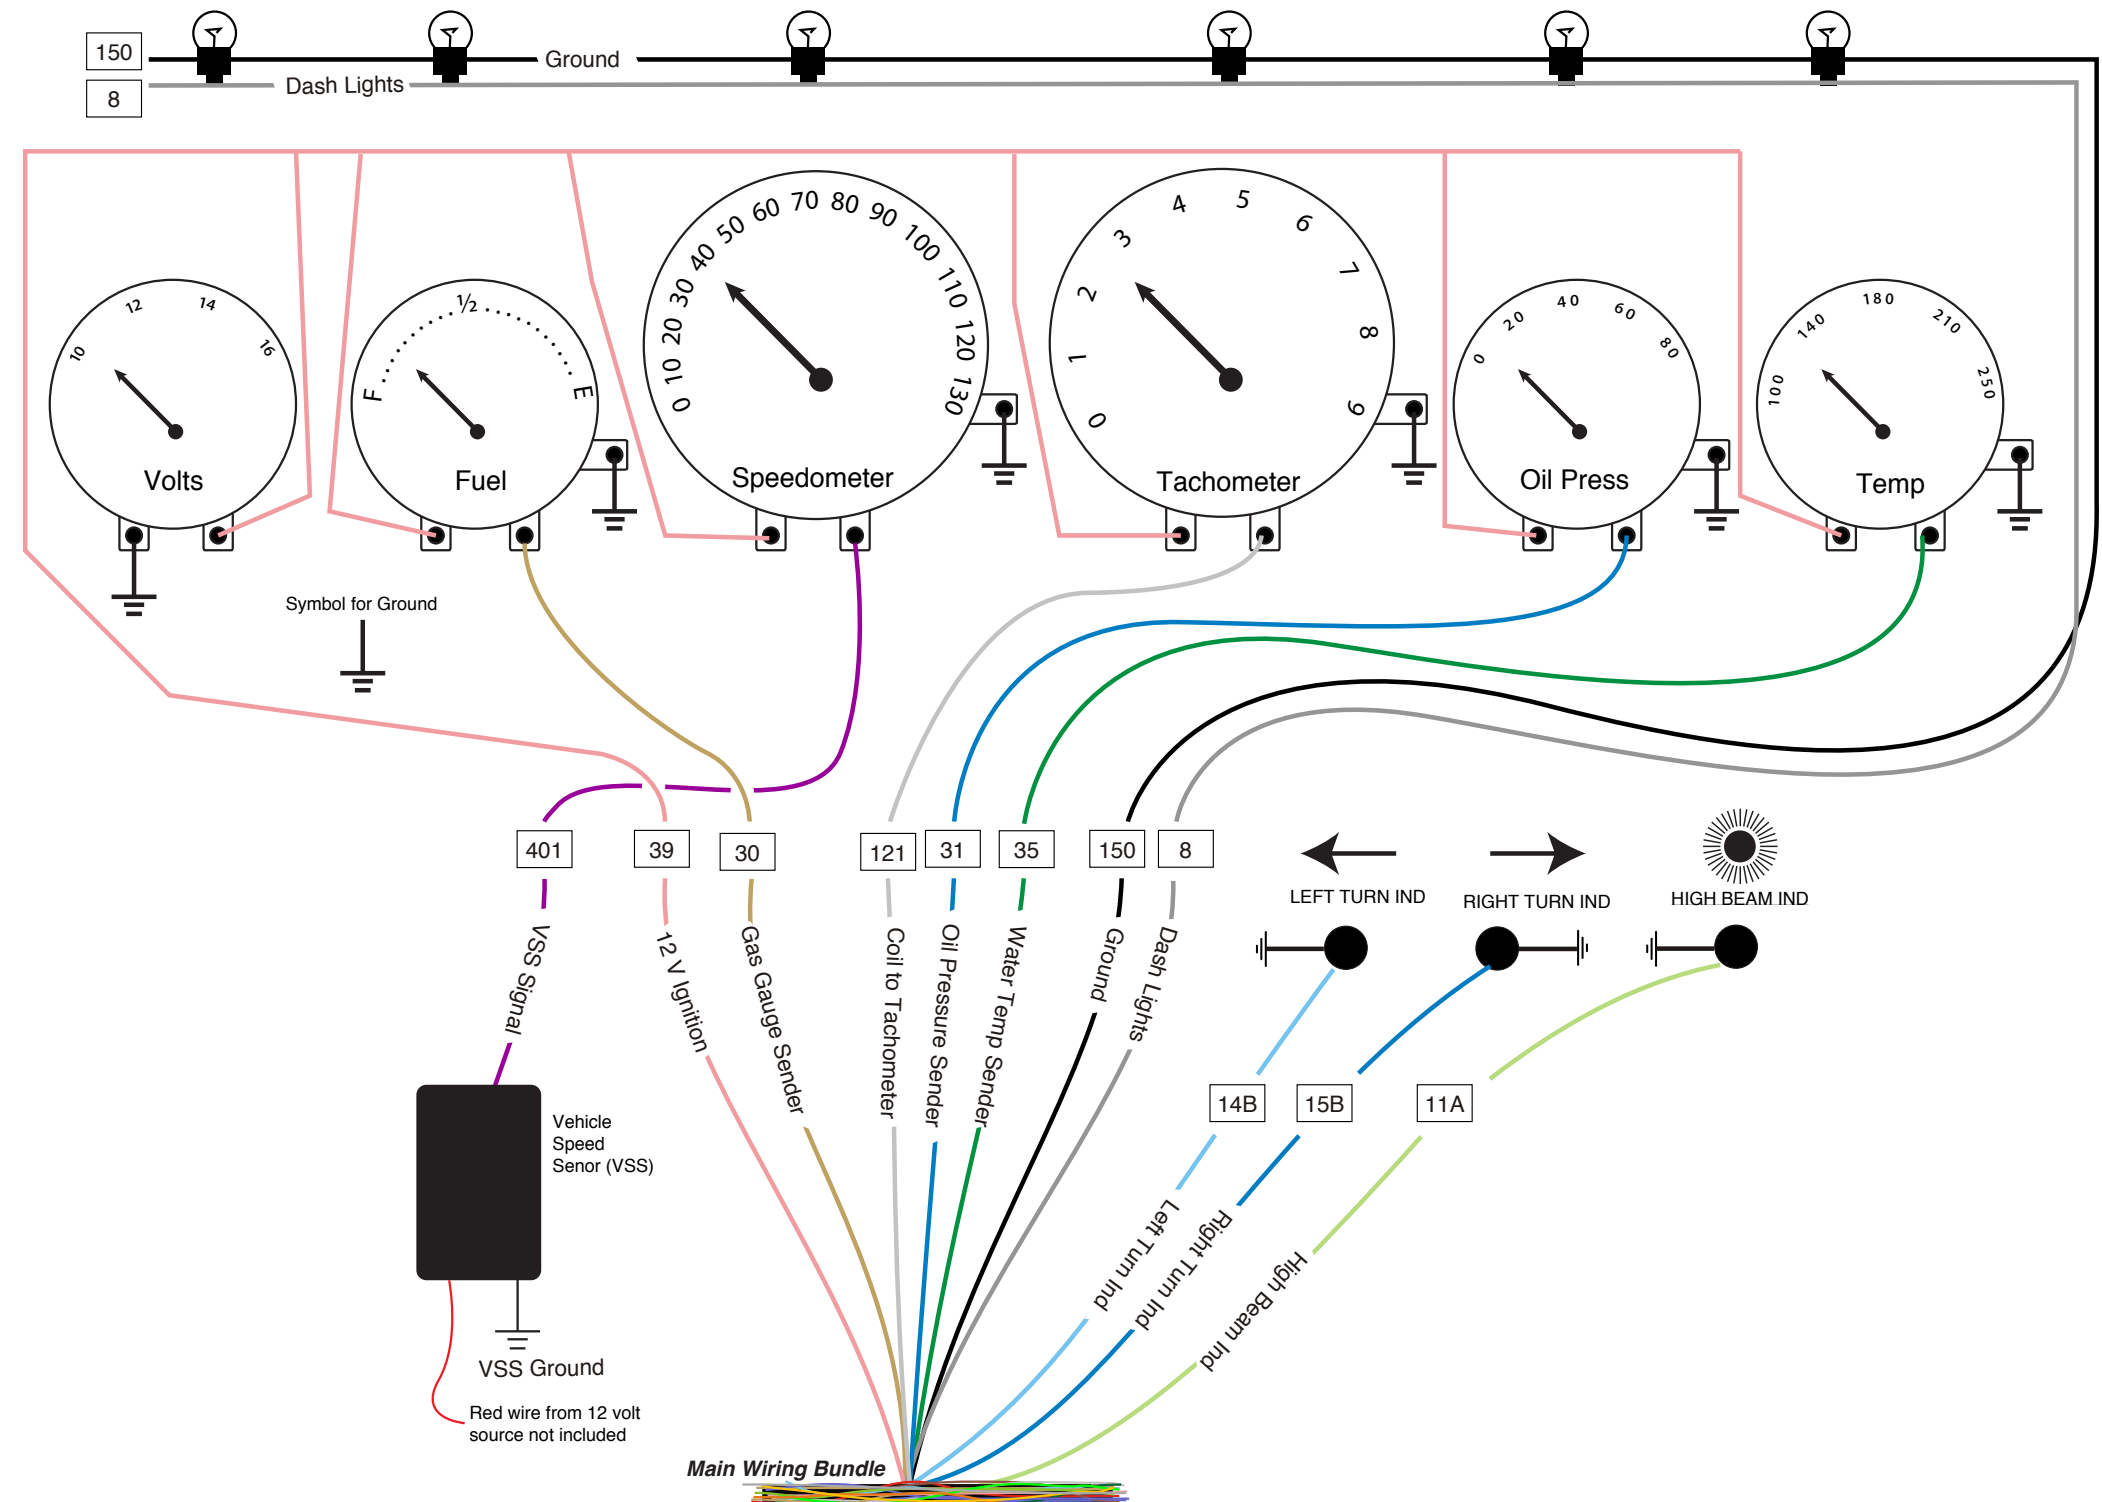 150
Ground
8
Dash Lights
10
12
14
16
Volts
F
½
E
Fuel
0
10
20
30
40
50
60
70
80
90
100
110
120
130
Speedometer
0
1
2
3
4
5
6
7
8
9
Tachometer
0
20
40
60
80
Oil Press
100
140
180
210
250
Temp
Symbol for Ground
401
39
30
121
31
35
150
8
VSS Signal
12 V Ignition
Gas Gauge Sender
Coil to Tachometer
Oil Pressure Sender
Water Temp Sender
Ground
Dash Lights
LEFT TURN IND
RIGHT TURN IND
HIGH BEAM IND
14B
15B
11A
Left Turn Ind
Right Turn Ind
High Beam Ind
Vehicle
Speed
Senor (VSS)
VSS Ground
Red wire from 12 volt
source not included
Main Wiring Bundle